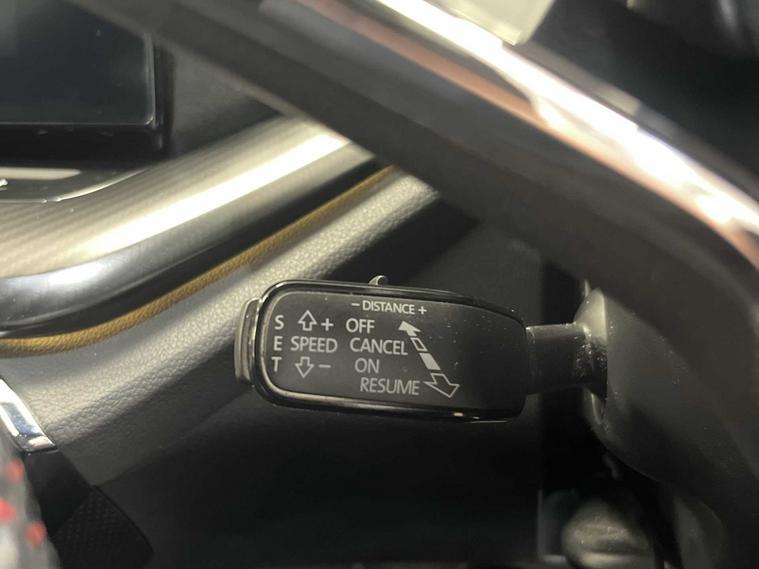 − DISTANCE +
S ⇧ + OFF
E SPEED CANCEL
T ⇩ − ON
RESUME